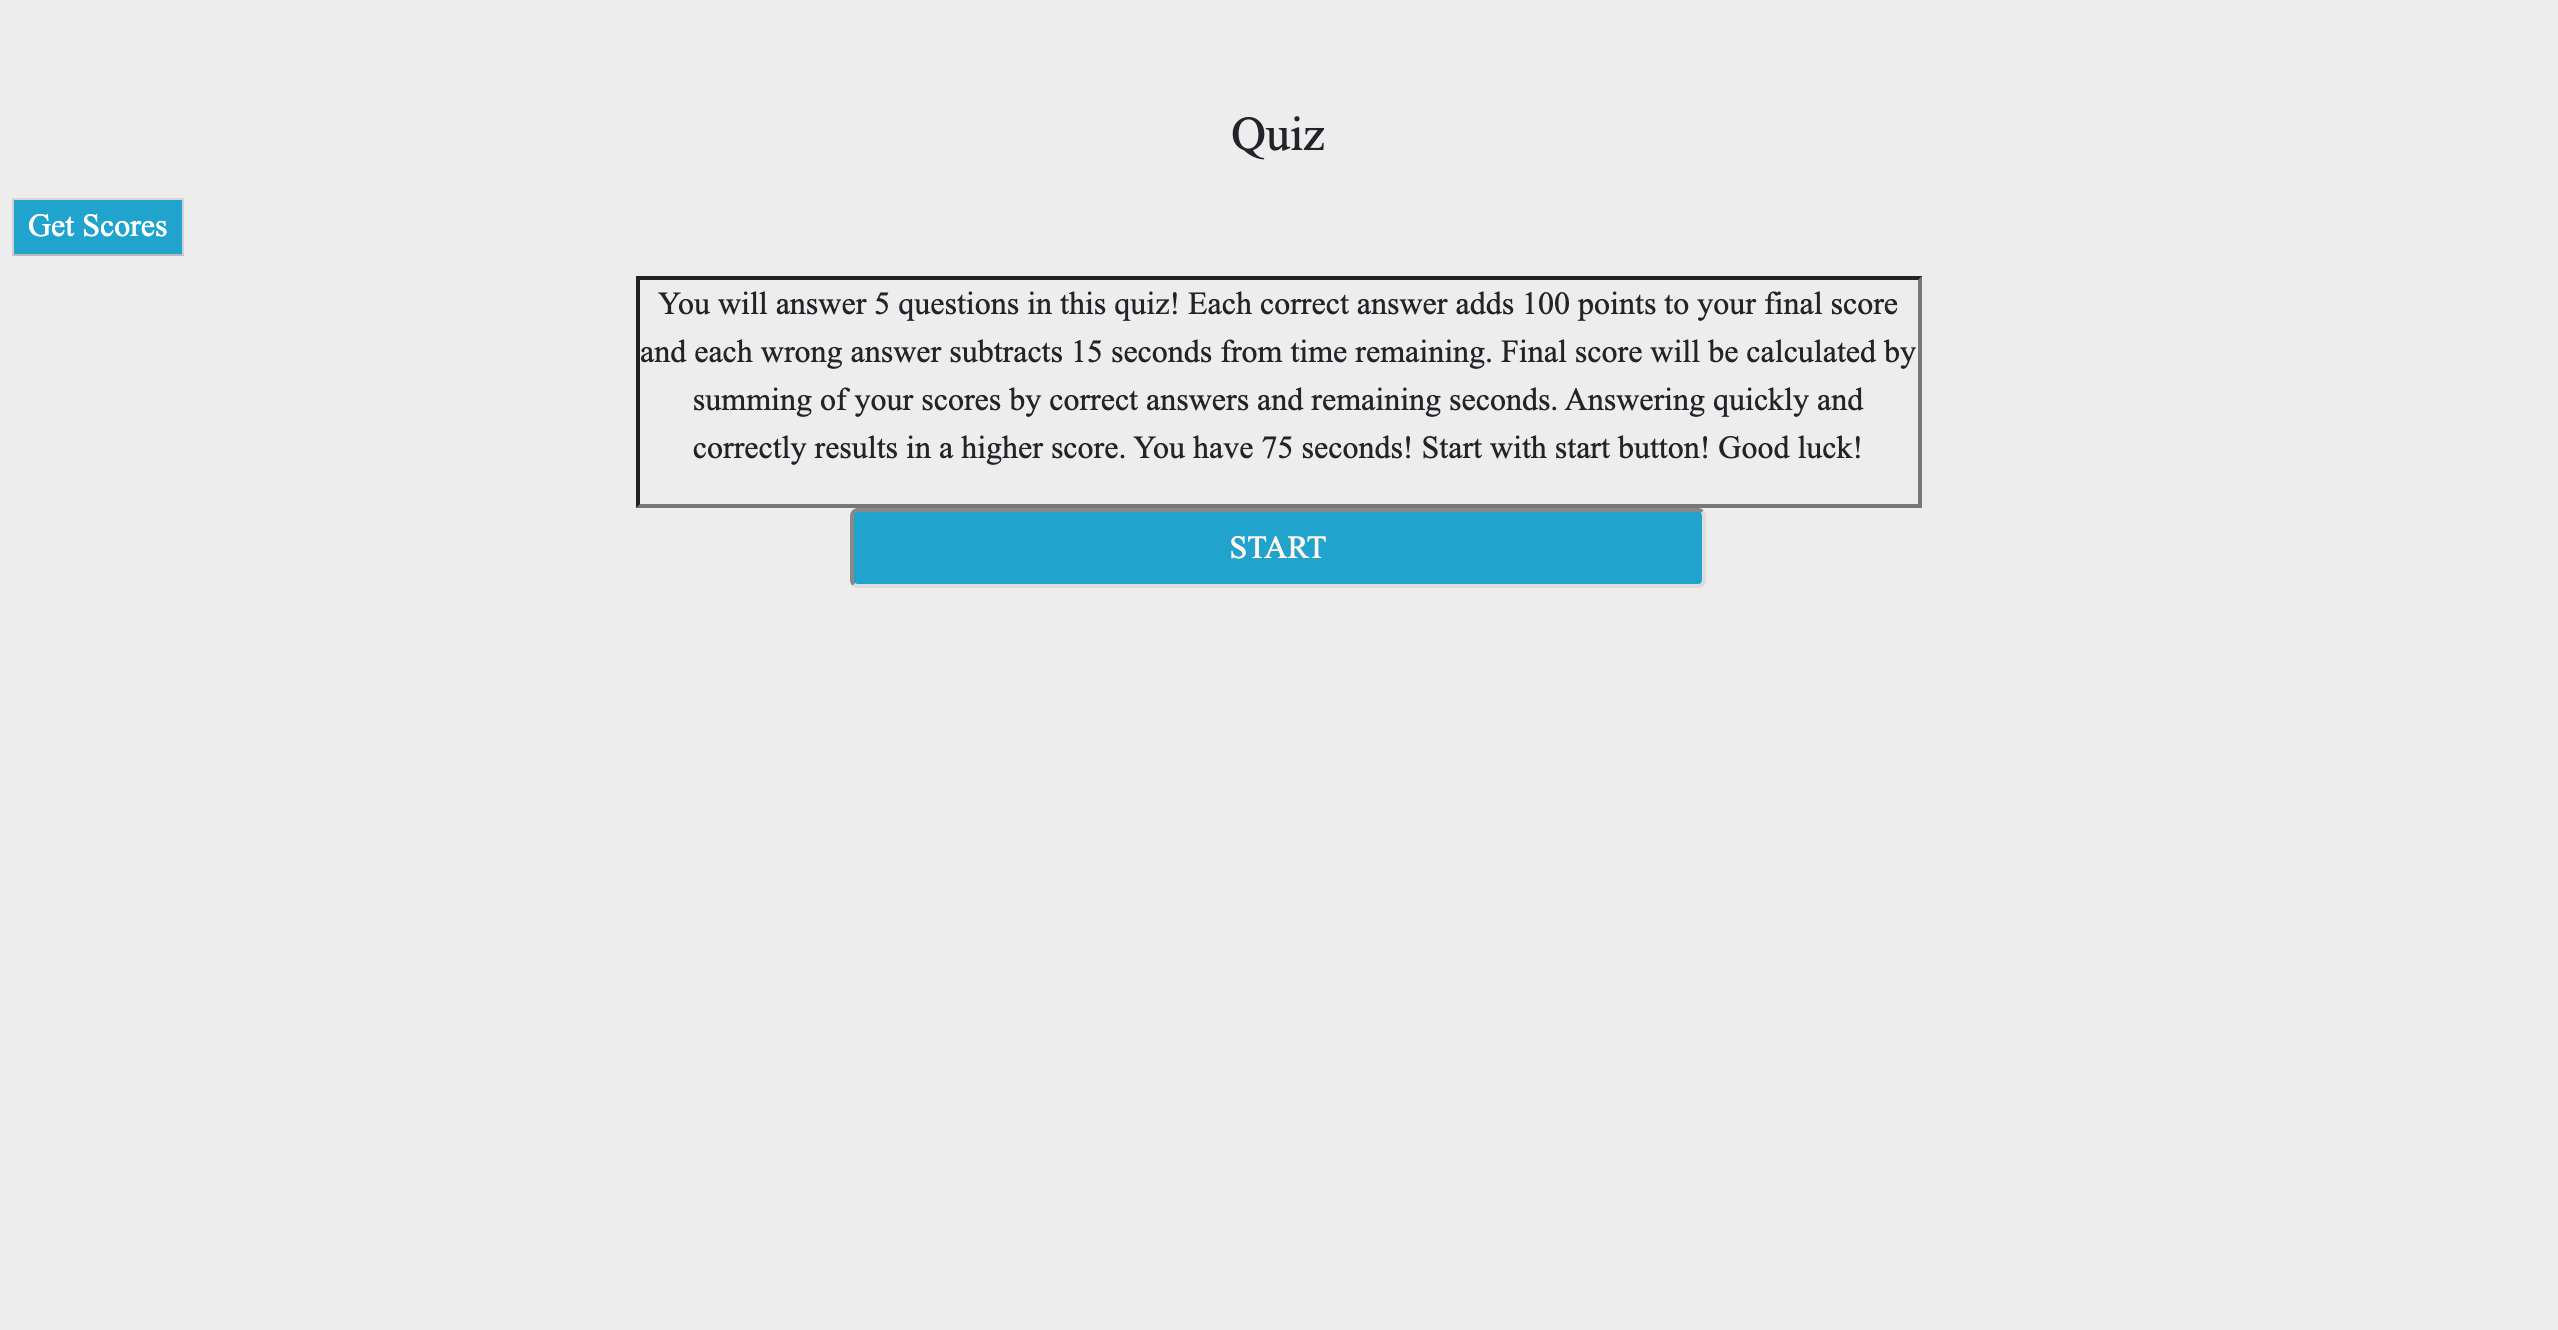 Quiz
Get Scores
You will answer 5 questions in this quiz! Each correct answer adds 100 points to your final score
and each wrong answer subtracts 15 seconds from time remaining. Final score will be calculated by
summing of your scores by correct answers and remaining seconds. Answering quickly and
correctly results in a higher score. You have 75 seconds! Start with start button! Good luck!
START